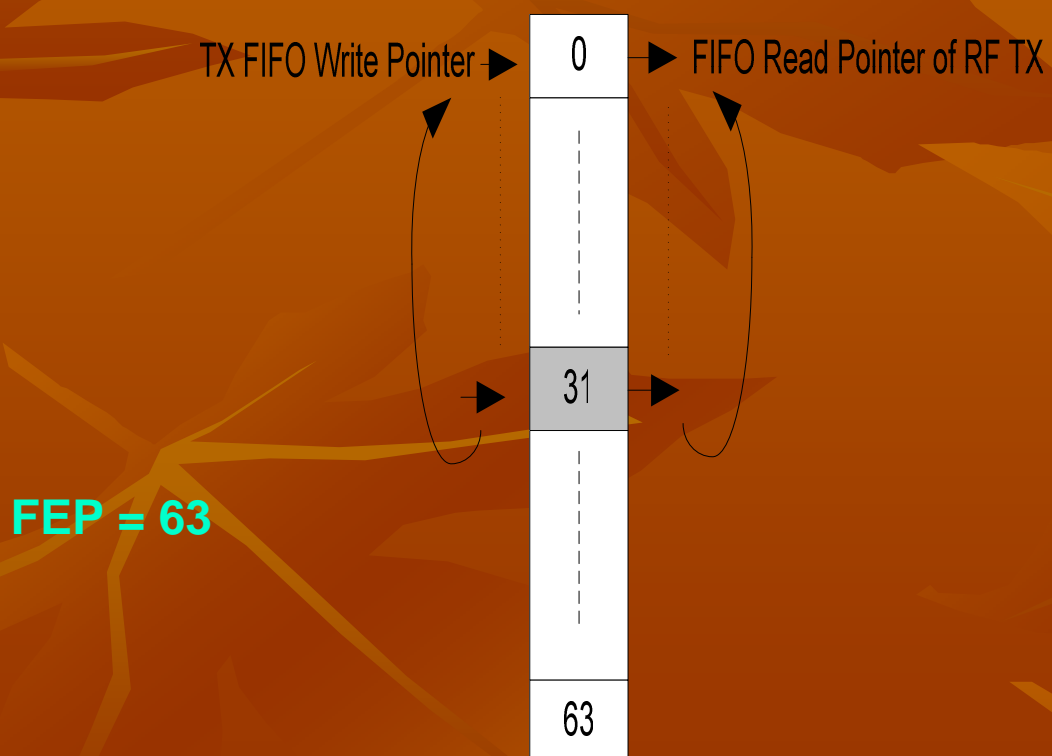 TX FIFO Write Pointer
0
FIFO Read Pointer of RF TX
31
FEP = 63
63